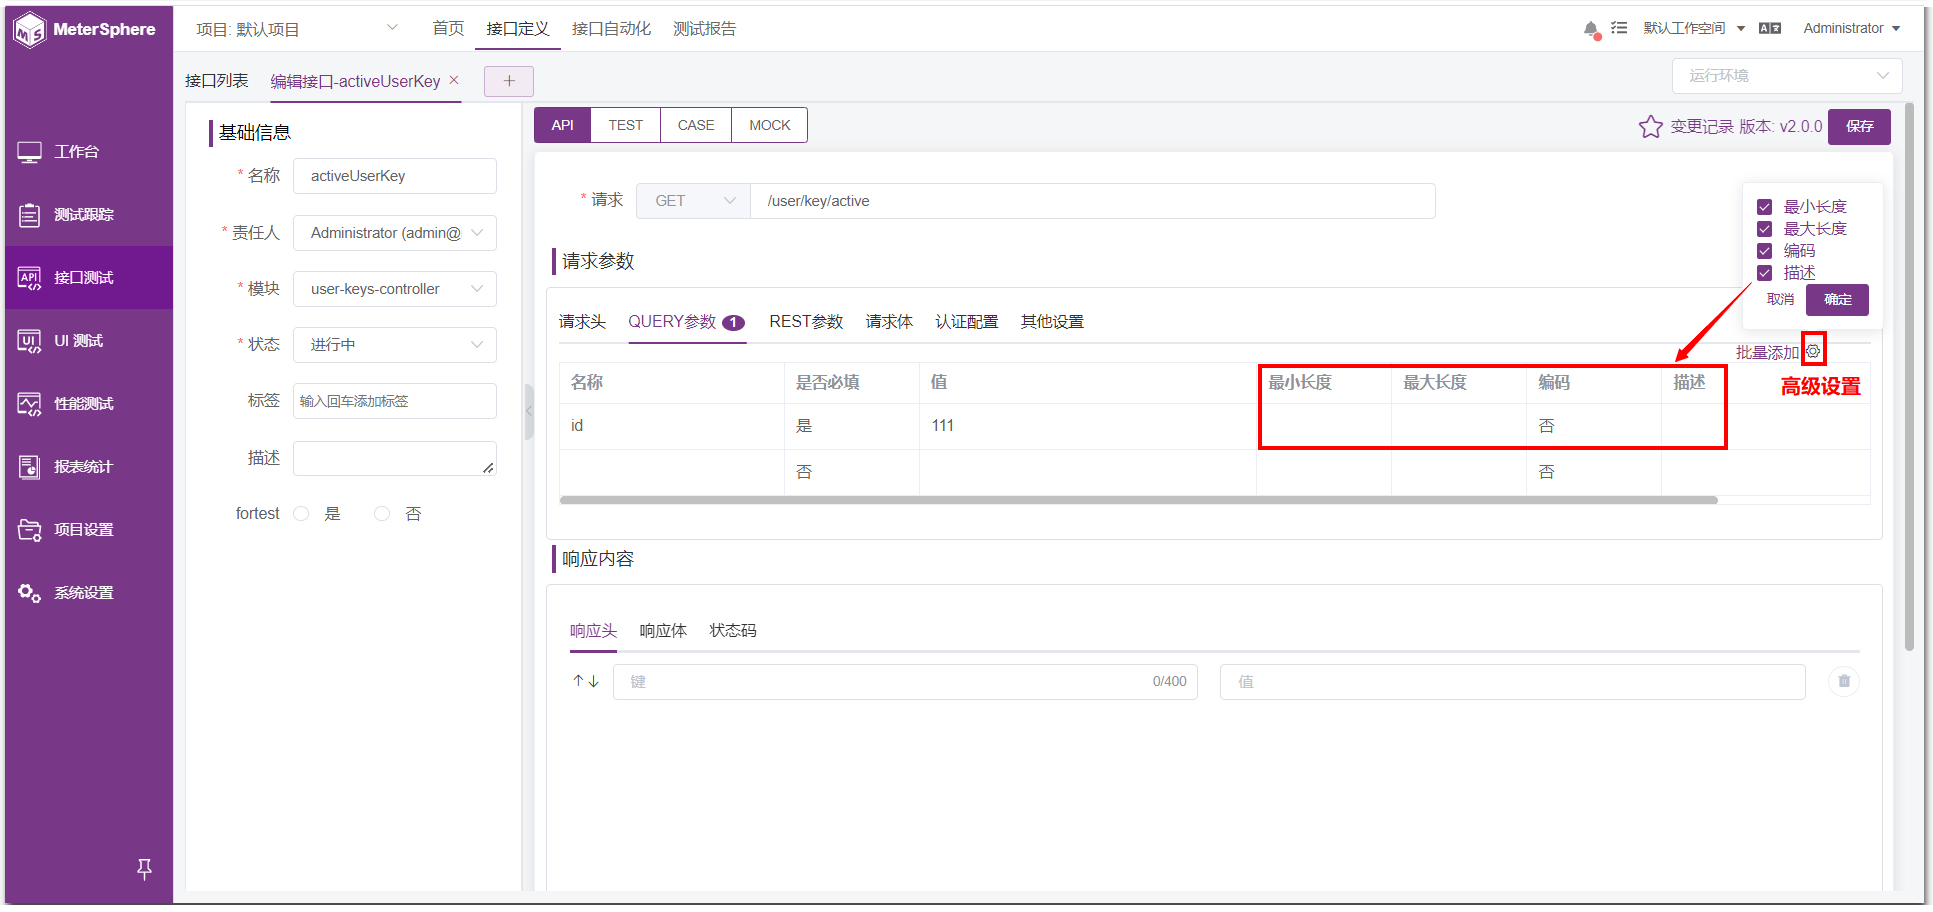 MeterSphere
项目: 默认项目
首页
接口定义
接口自动化
测试报告
默认工作空间
Administrator
接口列表
编辑接口-activeUserKey
运行环境
工作台
测试跟踪
接口测试
UI 测试
性能测试
报表统计
项目设置
系统设置
基础信息
* 名称
activeUserKey
* 责任人
Administrator (admin@
* 模块
user-keys-controller
* 状态
进行中
标签
输入回车添加标签
描述
fortest
是
否
API
TEST
CASE
MOCK
变更记录 版本: v2.0.0
保存
* 请求
GET
/user/key/active
最小长度
最大长度
编码
描述
取消
确定
请求参数
请求头
QUERY参数 1
REST参数
请求体
认证配置
其他设置
批量添加
高级设置
名称
是否必填
值
最小长度
最大长度
编码
描述
id
是
111
否
否
否
响应内容
响应头
响应体
状态码
键
0/400
值